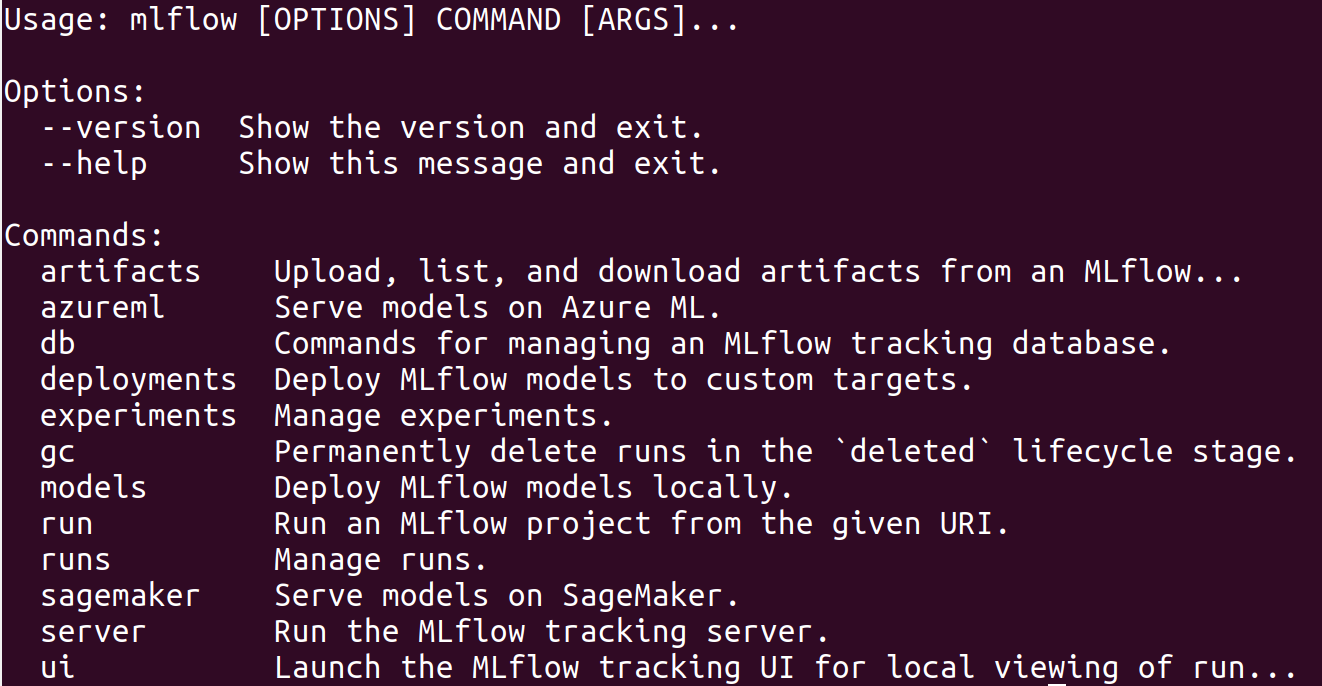 Usage: mlflow [OPTIONS] COMMAND [ARGS]...

Options:
  --version  Show the version and exit.
  --help     Show this message and exit.

Commands:
  artifacts    Upload, list, and download artifacts from an MLflow...
  azureml      Serve models on Azure ML.
  db           Commands for managing an MLflow tracking database.
  deployments  Deploy MLflow models to custom targets.
  experiments  Manage experiments.
  gc           Permanently delete runs in the `deleted` lifecycle stage.
  models       Deploy MLflow models locally.
  run          Run an MLflow project from the given URI.
  runs         Manage runs.
  sagemaker    Serve models on SageMaker.
  server       Run the MLflow tracking server.
  ui           Launch the MLflow tracking UI for local viewing of run...